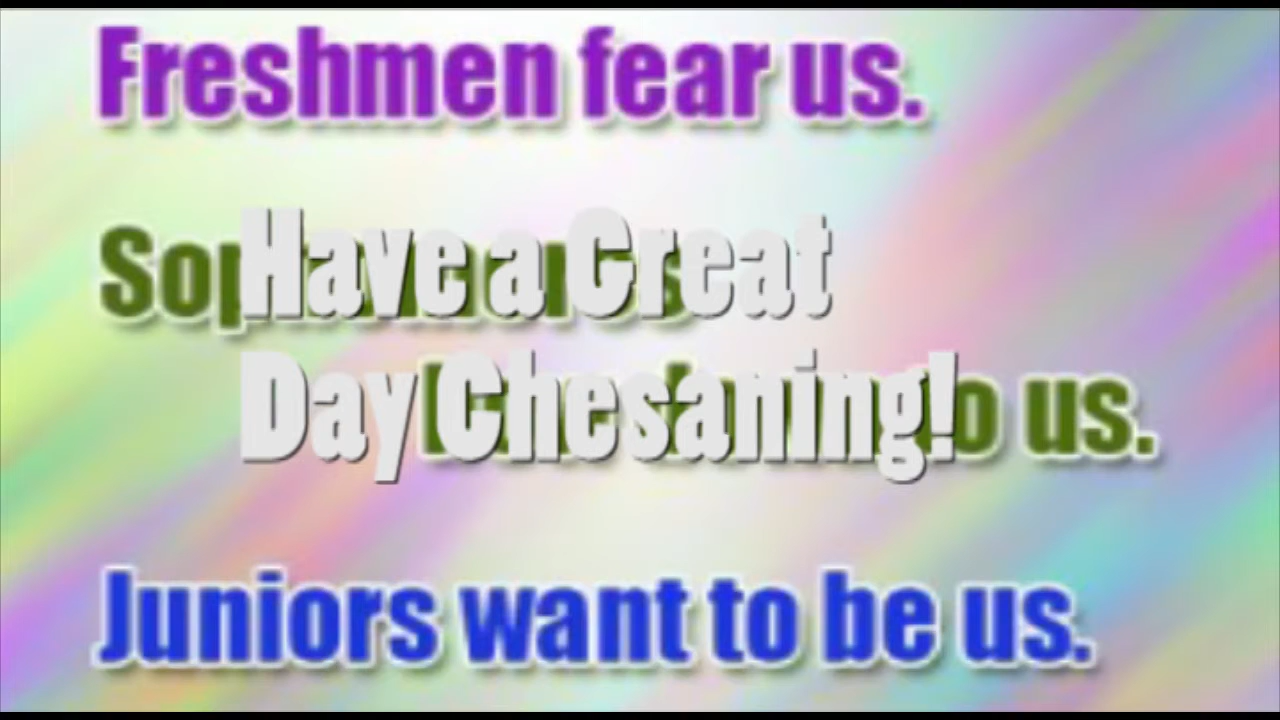 Freshmen fear us.
Have a Great
Day Chesaning!
us.
Juniors want to be us.